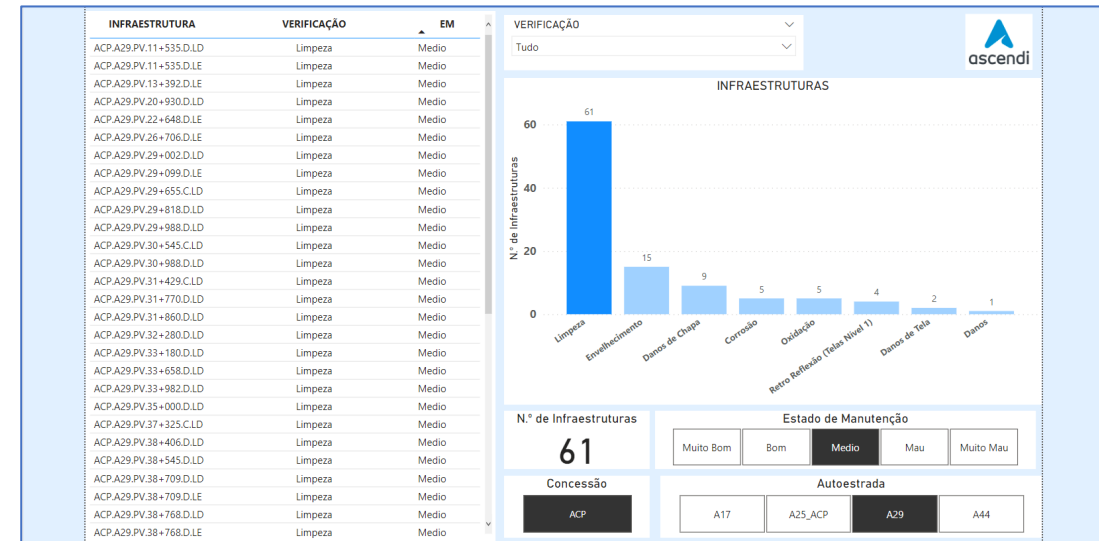 INFRAESTRUTURA VERIFICAÇÃO EM
ACP.A29.PV.11+535.D.LD Limpeza Medio
ACP.A29.PV.11+535.D.LE Limpeza Medio
ACP.A29.PV.13+392.D.LE Limpeza Medio
ACP.A29.PV.20+930.D.LD Limpeza Medio
ACP.A29.PV.22+648.D.LE Limpeza Medio
ACP.A29.PV.26+706.D.LE Limpeza Medio
ACP.A29.PV.29+002.D.LD Limpeza Medio
ACP.A29.PV.29+099.D.LE Limpeza Medio
ACP.A29.PV.29+655.C.LD Limpeza Medio
ACP.A29.PV.29+818.D.LD Limpeza Medio
ACP.A29.PV.29+988.D.LD Limpeza Medio
ACP.A29.PV.30+545.C.LD Limpeza Medio
ACP.A29.PV.30+988.D.LD Limpeza Medio
ACP.A29.PV.31+429.C.LD Limpeza Medio
ACP.A29.PV.31+770.D.LD Limpeza Medio
ACP.A29.PV.31+860.D.LD Limpeza Medio
ACP.A29.PV.32+280.D.LD Limpeza Medio
ACP.A29.PV.33+180.D.LD Limpeza Medio
ACP.A29.PV.33+658.D.LD Limpeza Medio
ACP.A29.PV.33+982.D.LD Limpeza Medio
ACP.A29.PV.35+000.D.LD Limpeza Medio
ACP.A29.PV.37+325.C.LD Limpeza Medio
ACP.A29.PV.38+406.D.LD Limpeza Medio
ACP.A29.PV.38+545.D.LD Limpeza Medio
ACP.A29.PV.38+709.D.LD Limpeza Medio
ACP.A29.PV.38+709.D.LE Limpeza Medio
ACP.A29.PV.38+768.D.LD Limpeza Medio
ACP.A29.PV.38+768.D.LE Limpeza Medio
VERIFICAÇÃO
Tudo
ascendi
INFRAESTRUTURAS
N.º de Infraestruturas
60
40
20
0
61
15
9
5
5
4
2
1
Limpeza
Envelhecimento
Danos de Chapa
Corrosão
Oxidação
Retro Reflexão (Telas Nivel 1)
Danos de Tela
Danos
N.º de Infraestruturas
61
Estado de Manutenção
Muito Bom Bom Medio Mau Muito Mau
Concessão
ACP
Autoestrada
A17 A25_ACP A29 A44